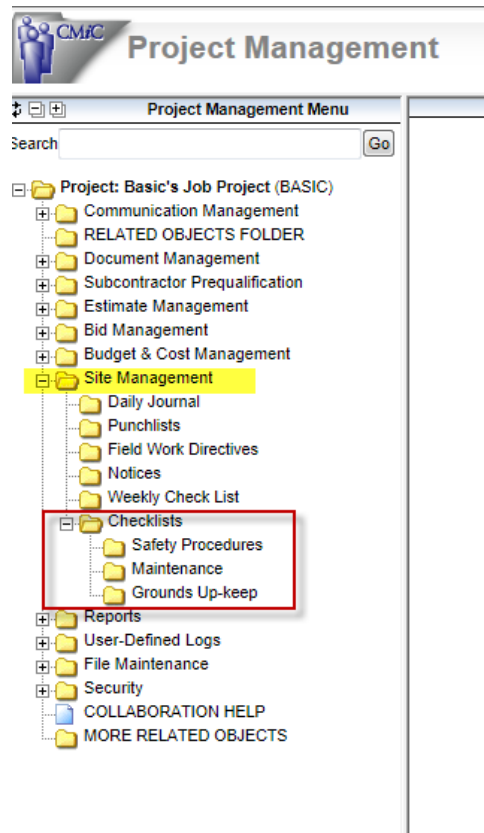 CMiC
Project Management
Project Management Menu
Search
Go
Project: Basic's Job Project (BASIC)
Communication Management
RELATED OBJECTS FOLDER
Document Management
Subcontractor Prequalification
Estimate Management
Bid Management
Budget & Cost Management
Site Management
Daily Journal
Punchlists
Field Work Directives
Notices
Weekly Check List
Checklists
Safety Procedures
Maintenance
Grounds Up-keep
Reports
User-Defined Logs
File Maintenance
Security
COLLABORATION HELP
MORE RELATED OBJECTS